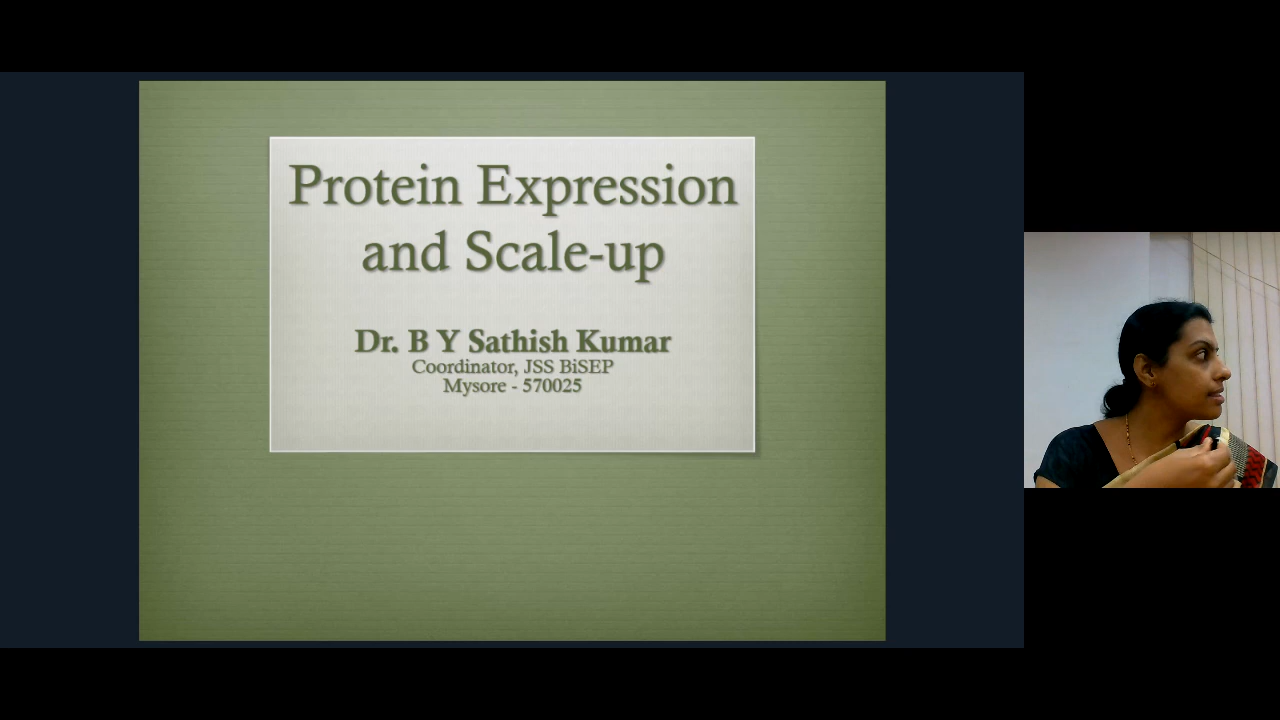 Protein Expression
and Scale-up
Dr. B Y Sathish Kumar
Coordinator, JSS BiSEP
Mysore - 570025